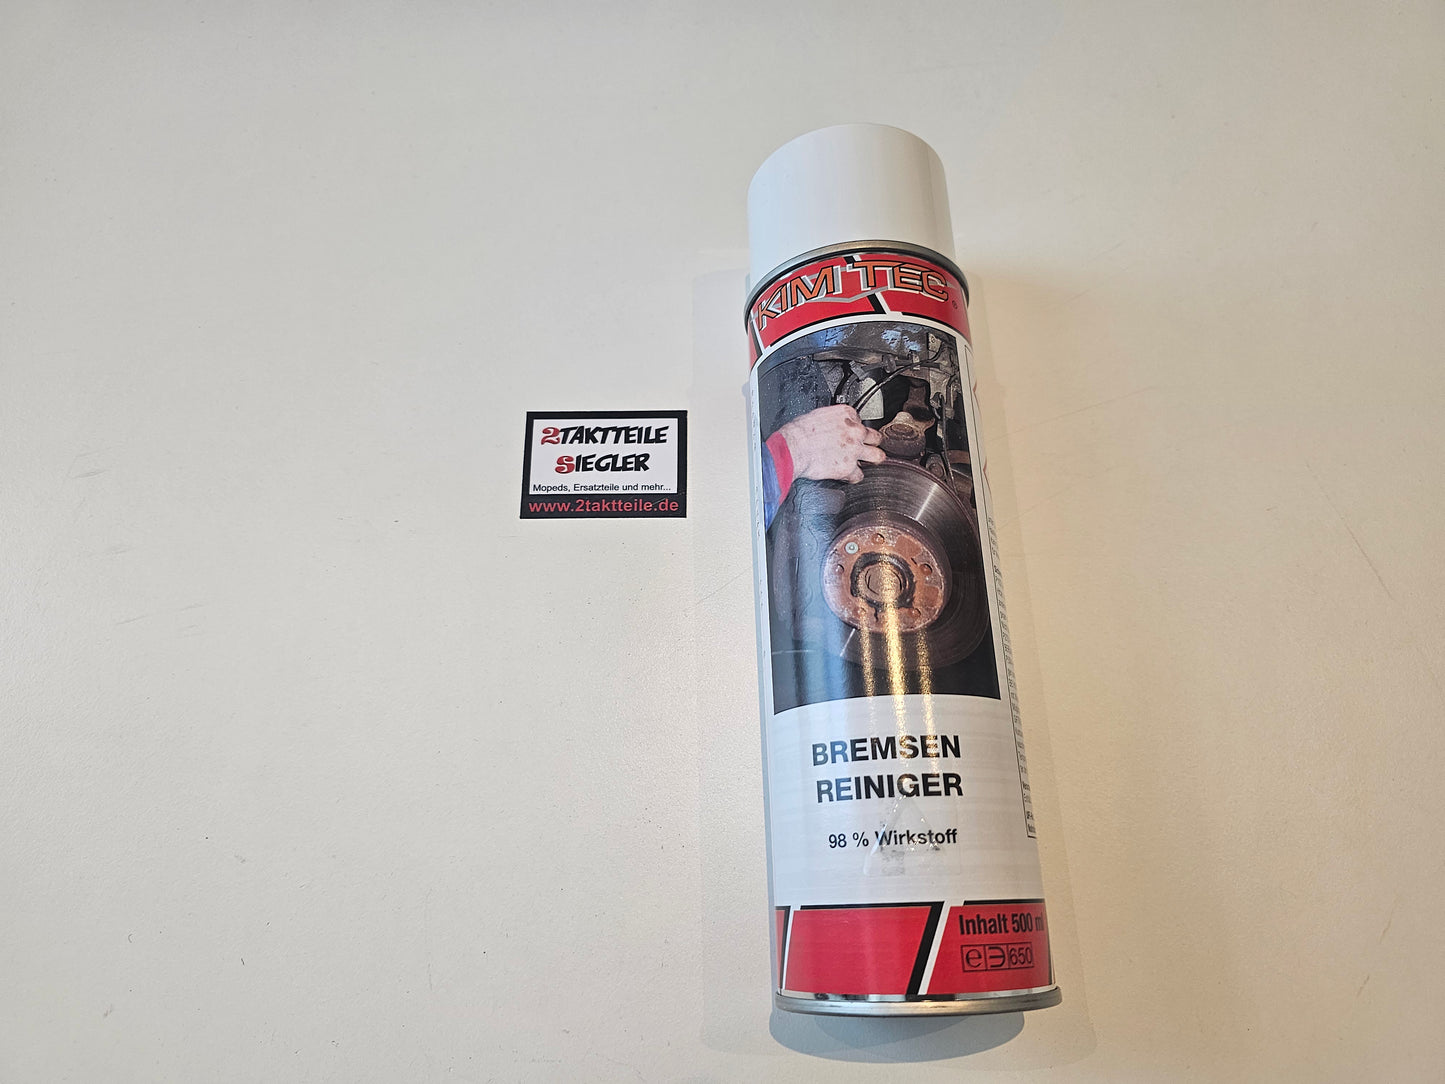 2TAKTTEILE
SIEGLER
Mopeds, Ersatzteile und mehr...
www.2taktteile.de
KIM TEC
BREMSEN
REINIGER
98 % Wirkstoff
Inhalt 500 ml
e 650